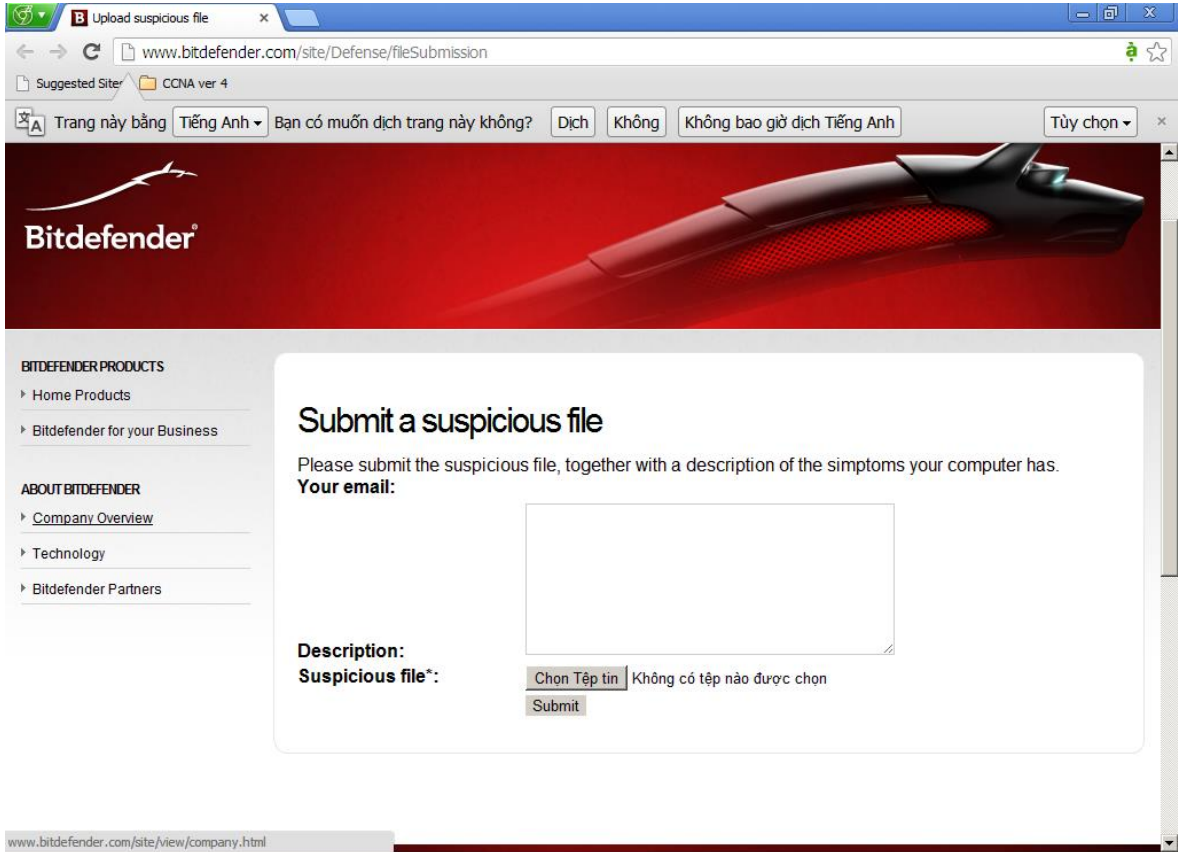 Upload suspicious file
www.bitdefender.com/site/Defense/fileSubmission
Suggested Sites CCNA ver 4
Trang này bằng Tiếng Anh Bạn có muốn dịch trang này không? Dịch Không Không bao giờ dịch Tiếng Anh Tùy chọn
Bitdefender®
BITDEFENDER PRODUCTS
Home Products
Bitdefender for your Business
ABOUT BITDEFENDER
Company Overview
Technology
Bitdefender Partners
Submit a suspicious file
Please submit the suspicious file, together with a description of the simptoms your computer has.
Your email:
Description:
Suspicious file*:
Chọn Tệp tin Không có tệp nào được chọn
Submit
www.bitdefender.com/site/view/company.html